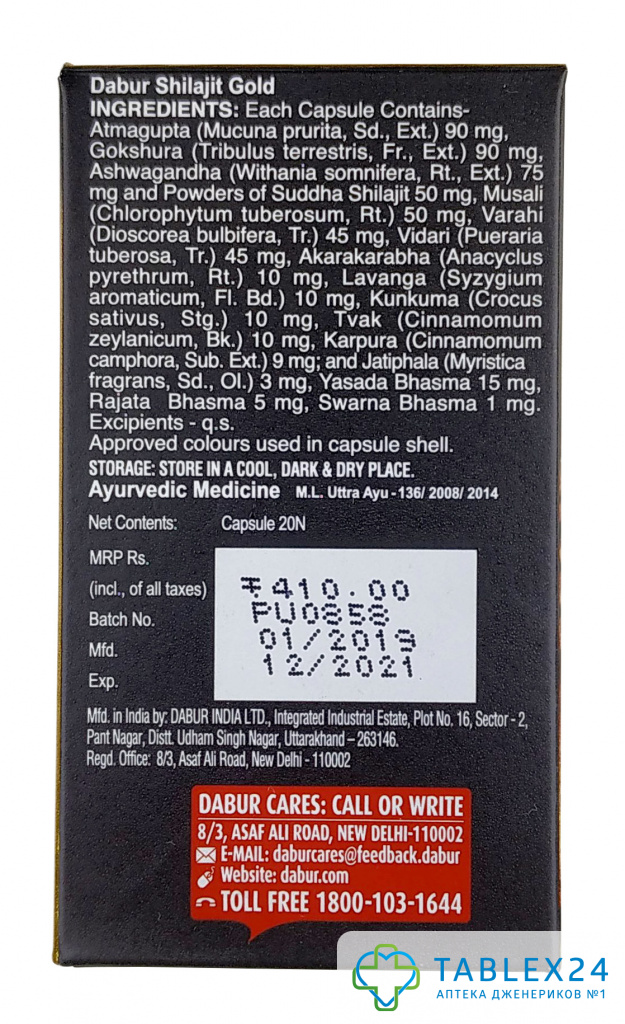 Dabur Shilajit Gold
INGREDIENTS: Each Capsule Contains-
Atmagupta (Mucuna prurita, Sd., Ext.) 90 mg,
Gokshura (Tribulus terrestris, Fr., Ext.) 90 mg,
Ashwagandha (Withania somnifera, Rt., Ext.) 75
mg and Powders of Suddha Shilajit 50 mg, Musali
(Chlorophytum tuberosum, Rt.) 50 mg, Varahi
(Dioscorea bulbifera, Tr.) 45 mg, Vidari (Pueraria
tuberosa, Tr.) 45 mg, Akarakarabha (Anacyclus
pyrethrum, Rt.) 10 mg, Lavanga (Syzygium
aromaticum, Fl. Bd.) 10 mg, Kunkuma (Crocus
sativus, Stg.) 10 mg, Tvak (Cinnamomum
zeylanicum, Bk.) 10 mg, Karpura (Cinnamomum
camphora, Sub. Ext.) 9 mg; and Jatiphala (Myristica
fragrans, Sd., Ol.) 3 mg, Yasada Bhasma 15 mg,
Rajata Bhasma 5 mg, Swarna Bhasma 1 mg.
Excipients - q.s.
Approved colours used in capsule shell.
STORAGE: STORE IN A COOL, DARK & DRY PLACE.
Ayurvedic Medicine M.L. Uttra Ayu -136/ 2008/ 2014
Net Contents: Capsule 20N
MRP Rs.
(incl., of all taxes) ₹410.00
Batch No. PU0858
Mfd. 01/2019
Exp. 12/2021
Mfd. in India by: DABUR INDIA LTD., Integrated Industrial Estate, Plot No. 16, Sector - 2,
Pant Nagar, Distt. Udham Singh Nagar, Uttarakhand – 263146.
Regd. Office: 8/3, Asaf Ali Road, New Delhi - 110002
DABUR CARES: CALL OR WRITE
8/3, ASAF ALI ROAD, NEW DELHI-110002
E-MAIL: daburcares@feedback.dabur
Website: dabur.com
TOLL FREE 1800-103-1644
TABLEX24
АПТЕКА ДЖЕНЕРИКОВ №1